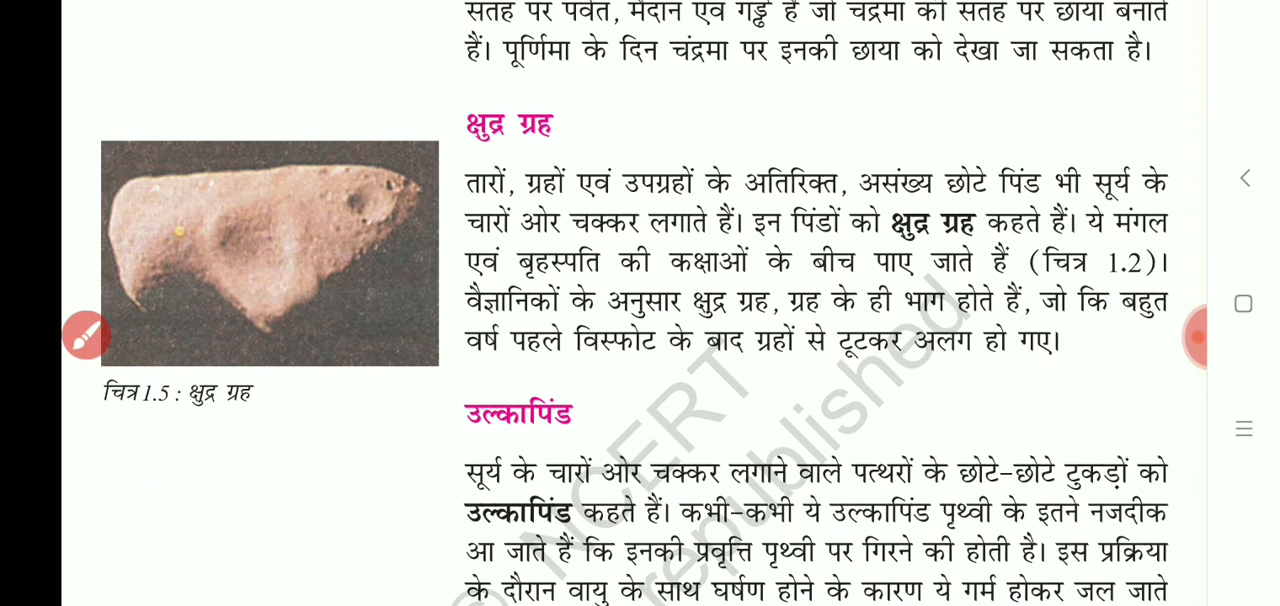 सतह पर पर्वत, मैदान एवं गड्ढे हैं जो चंद्रमा की सतह पर छाया बनाते
हैं। पूर्णिमा के दिन चंद्रमा पर इनकी छाया को देखा जा सकता है।
क्षुद्र ग्रह
तारों, ग्रहों एवं उपग्रहों के अतिरिक्त, असंख्य छोटे पिंड भी सूर्य के
चारों ओर चक्कर लगाते हैं। इन पिंडों को क्षुद्र ग्रह कहते हैं। ये मंगल
एवं बृहस्पति की कक्षाओं के बीच पाए जाते हैं (चित्र 1.2)।
वैज्ञानिकों के अनुसार क्षुद्र ग्रह, ग्रह के ही भाग होते हैं, जो कि बहुत
वर्ष पहले विस्फोट के बाद ग्रहों से टूटकर अलग हो गए।
चित्र 1.5 : क्षुद्र ग्रह
उल्कापिंड
सूर्य के चारों ओर चक्कर लगाने वाले पत्थरों के छोटे-छोटे टुकड़ों को
उल्कापिंड कहते हैं। कभी-कभी ये उल्कापिंड पृथ्वी के इतने नजदीक
आ जाते हैं कि इनकी प्रवृत्ति पृथ्वी पर गिरने की होती है। इस प्रक्रिया
के दौरान वायु के साथ घर्षण होने के कारण ये गर्म होकर जल जाते
© NCERT
republished